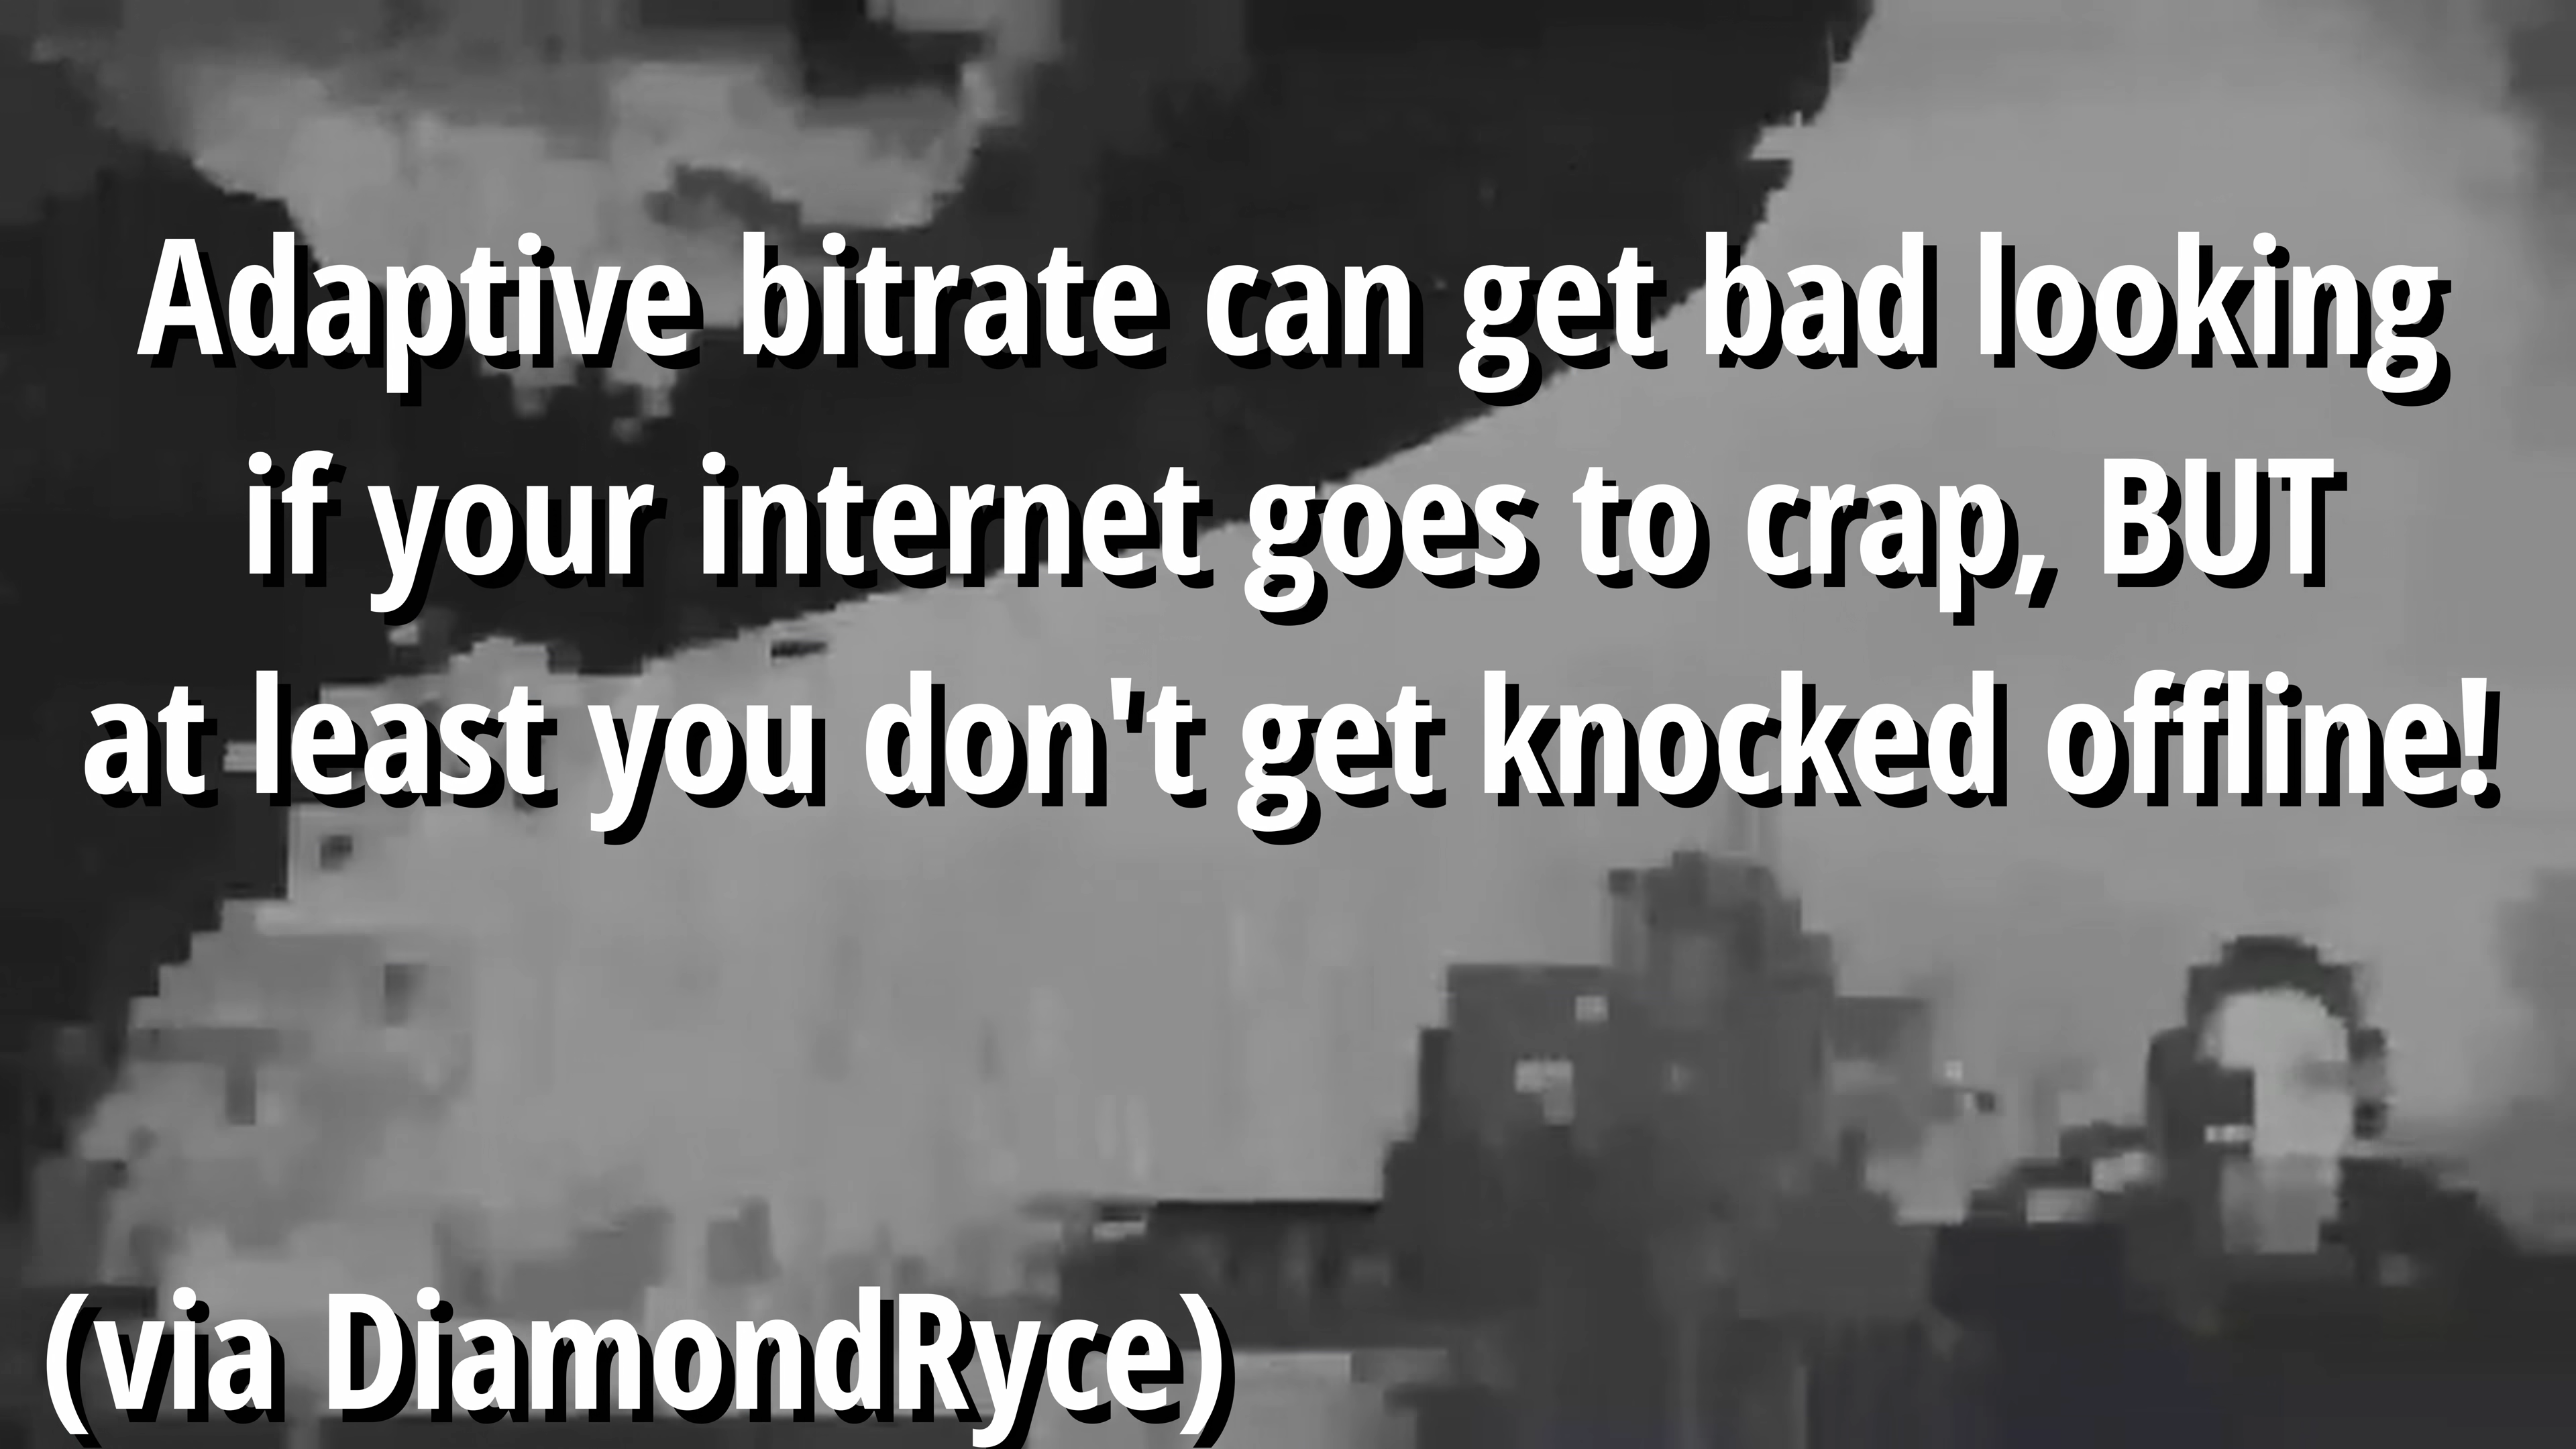 Adaptive bitrate can get bad looking
if your internet goes to crap, BUT
at least you don't get knocked offline!
(via DiamondRyce)